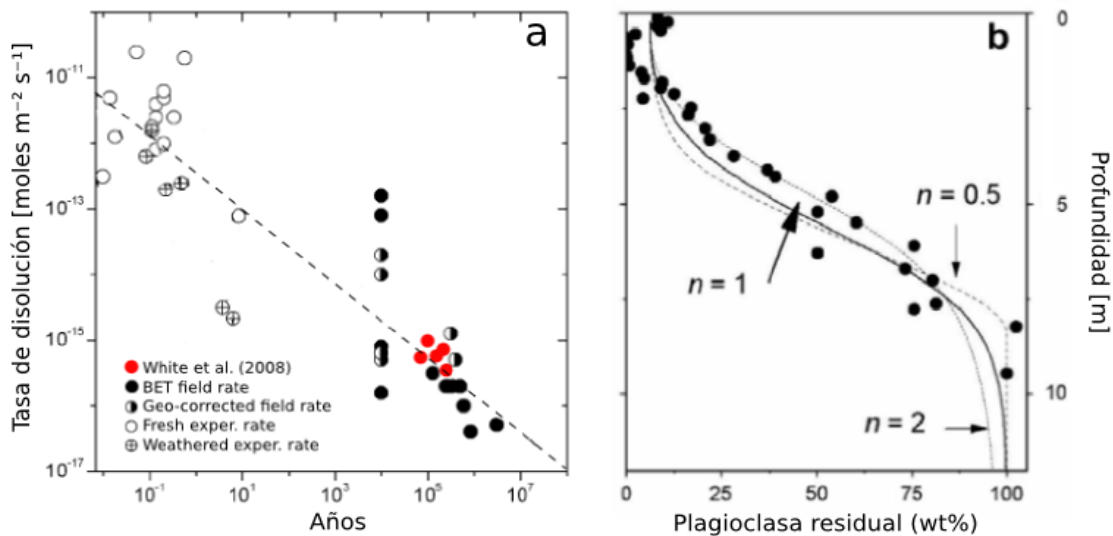 a
Tasa de disolución [moles m⁻² s⁻¹]
10⁻¹¹
10⁻¹³
10⁻¹⁵
10⁻¹⁷
White et al. (2008)
BET field rate
Geo-corrected field rate
Fresh exper. rate
Weathered exper. rate
10⁻¹ 10¹ 10³ 10⁵ 10⁷
Años
b
0
5
10
Profundidad [m]
n = 0.5
n = 1
n = 2
0 25 50 75 100
Plagioclasa residual (wt%)